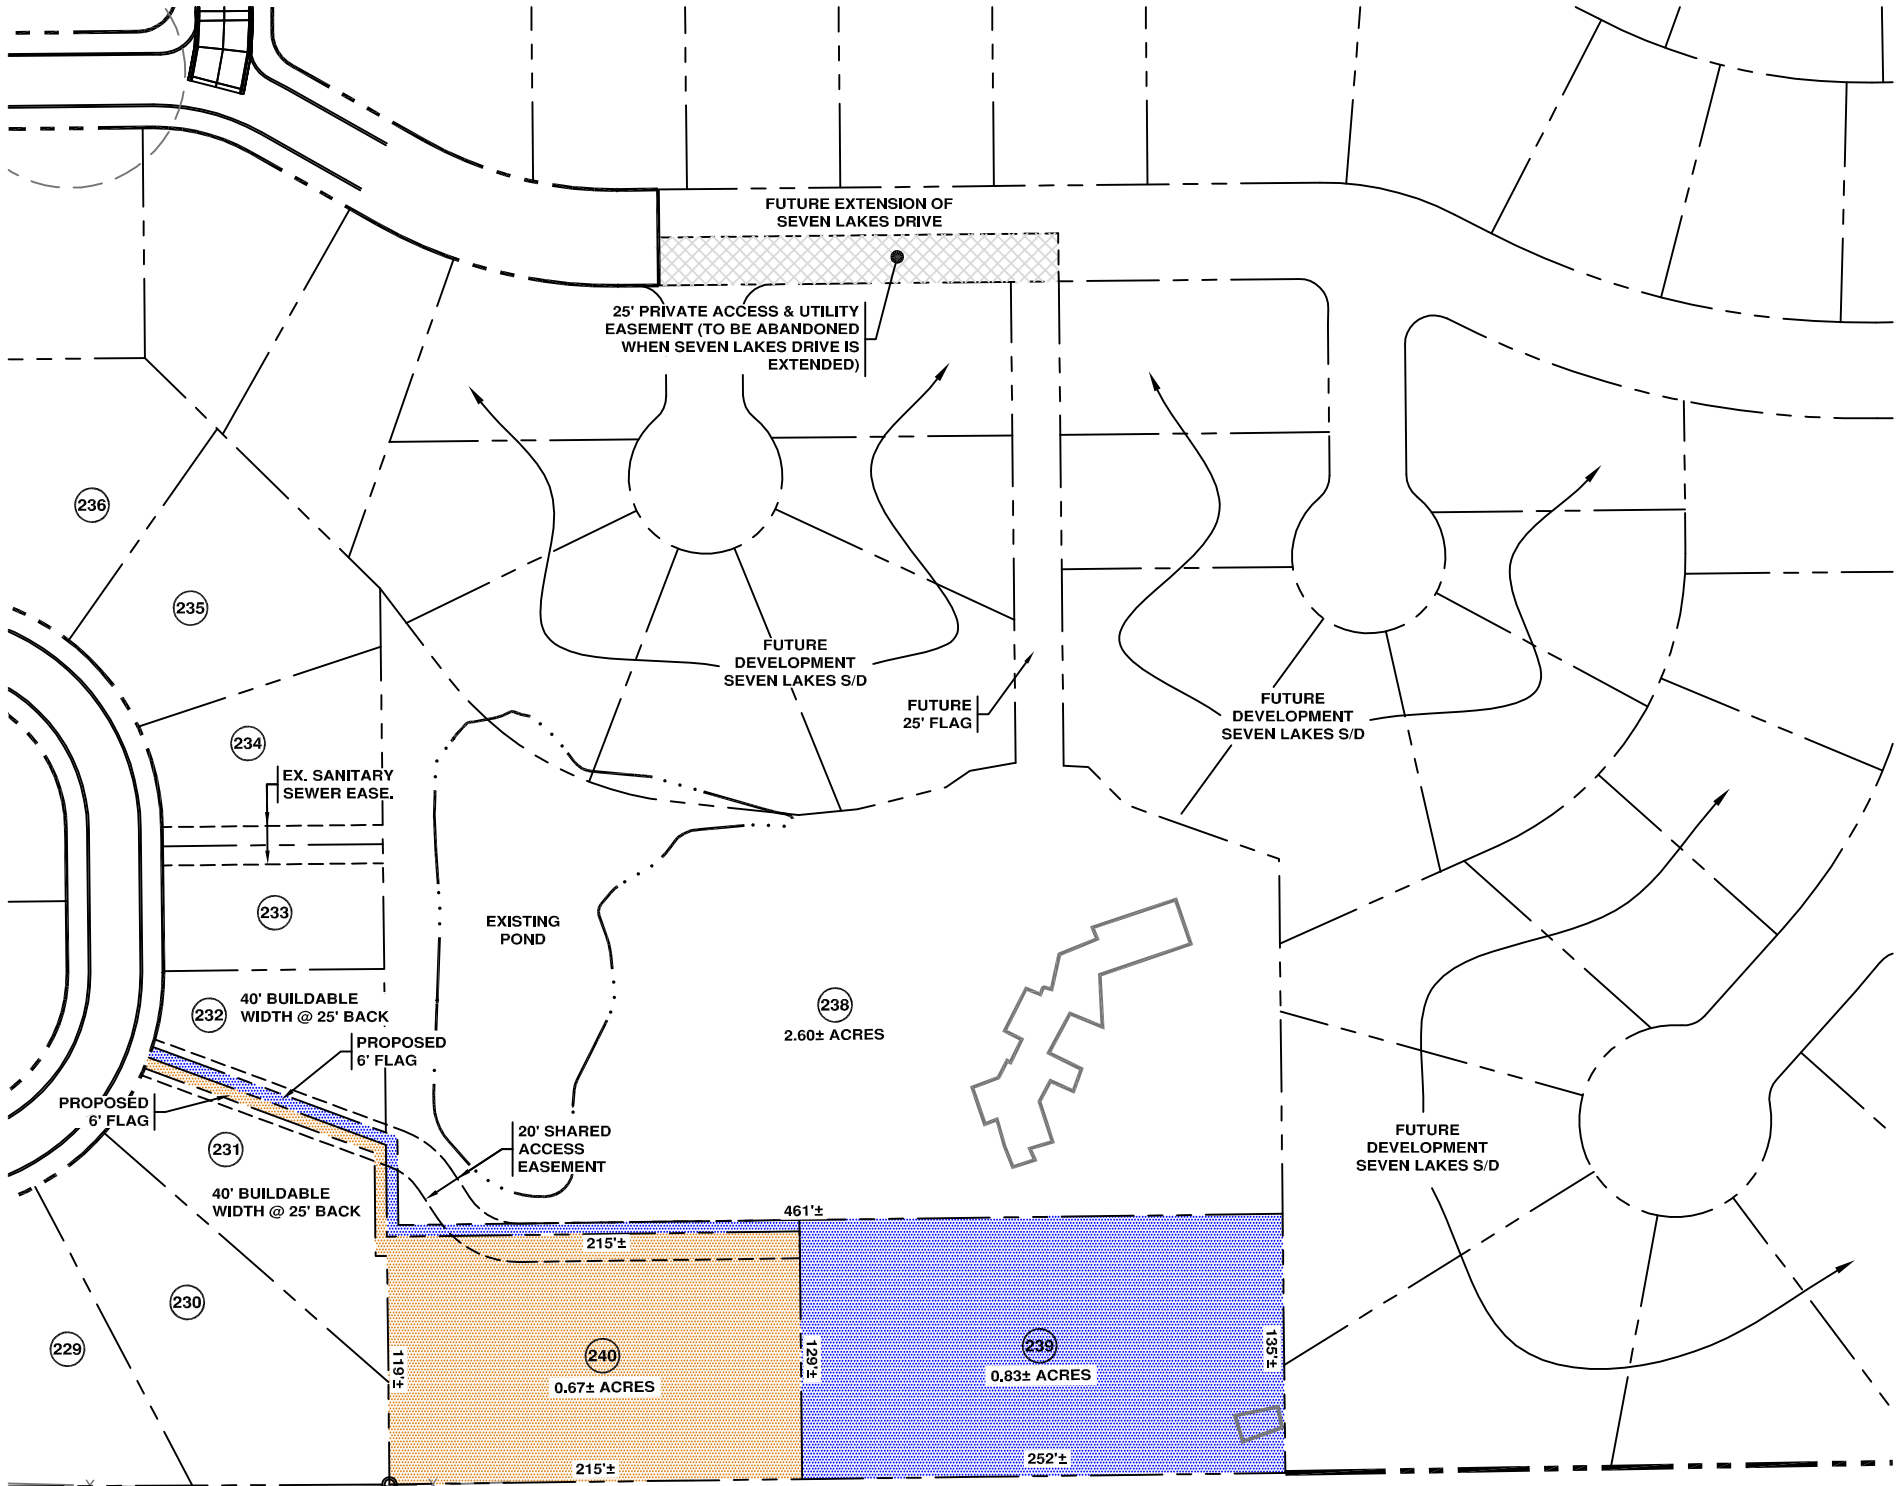 FUTURE EXTENSION OF
SEVEN LAKES DRIVE
25' PRIVATE ACCESS & UTILITY
EASEMENT (TO BE ABANDONED
WHEN SEVEN LAKES DRIVE IS
EXTENDED)
236
235
FUTURE
DEVELOPMENT
SEVEN LAKES S/D
FUTURE
25' FLAG
FUTURE
DEVELOPMENT
SEVEN LAKES S/D
234
EX. SANITARY
SEWER EASE.
233
EXISTING
POND
232
40' BUILDABLE
WIDTH @ 25' BACK
238
2.60± ACRES
PROPOSED
6' FLAG
PROPOSED
6' FLAG
231
20' SHARED
ACCESS
EASEMENT
FUTURE
DEVELOPMENT
SEVEN LAKES S/D
40' BUILDABLE
WIDTH @ 25' BACK
461'±
215'±
230
229
119'±
240
0.67± ACRES
129'±
239
0.83± ACRES
135'±
215'±
252'±
X
X